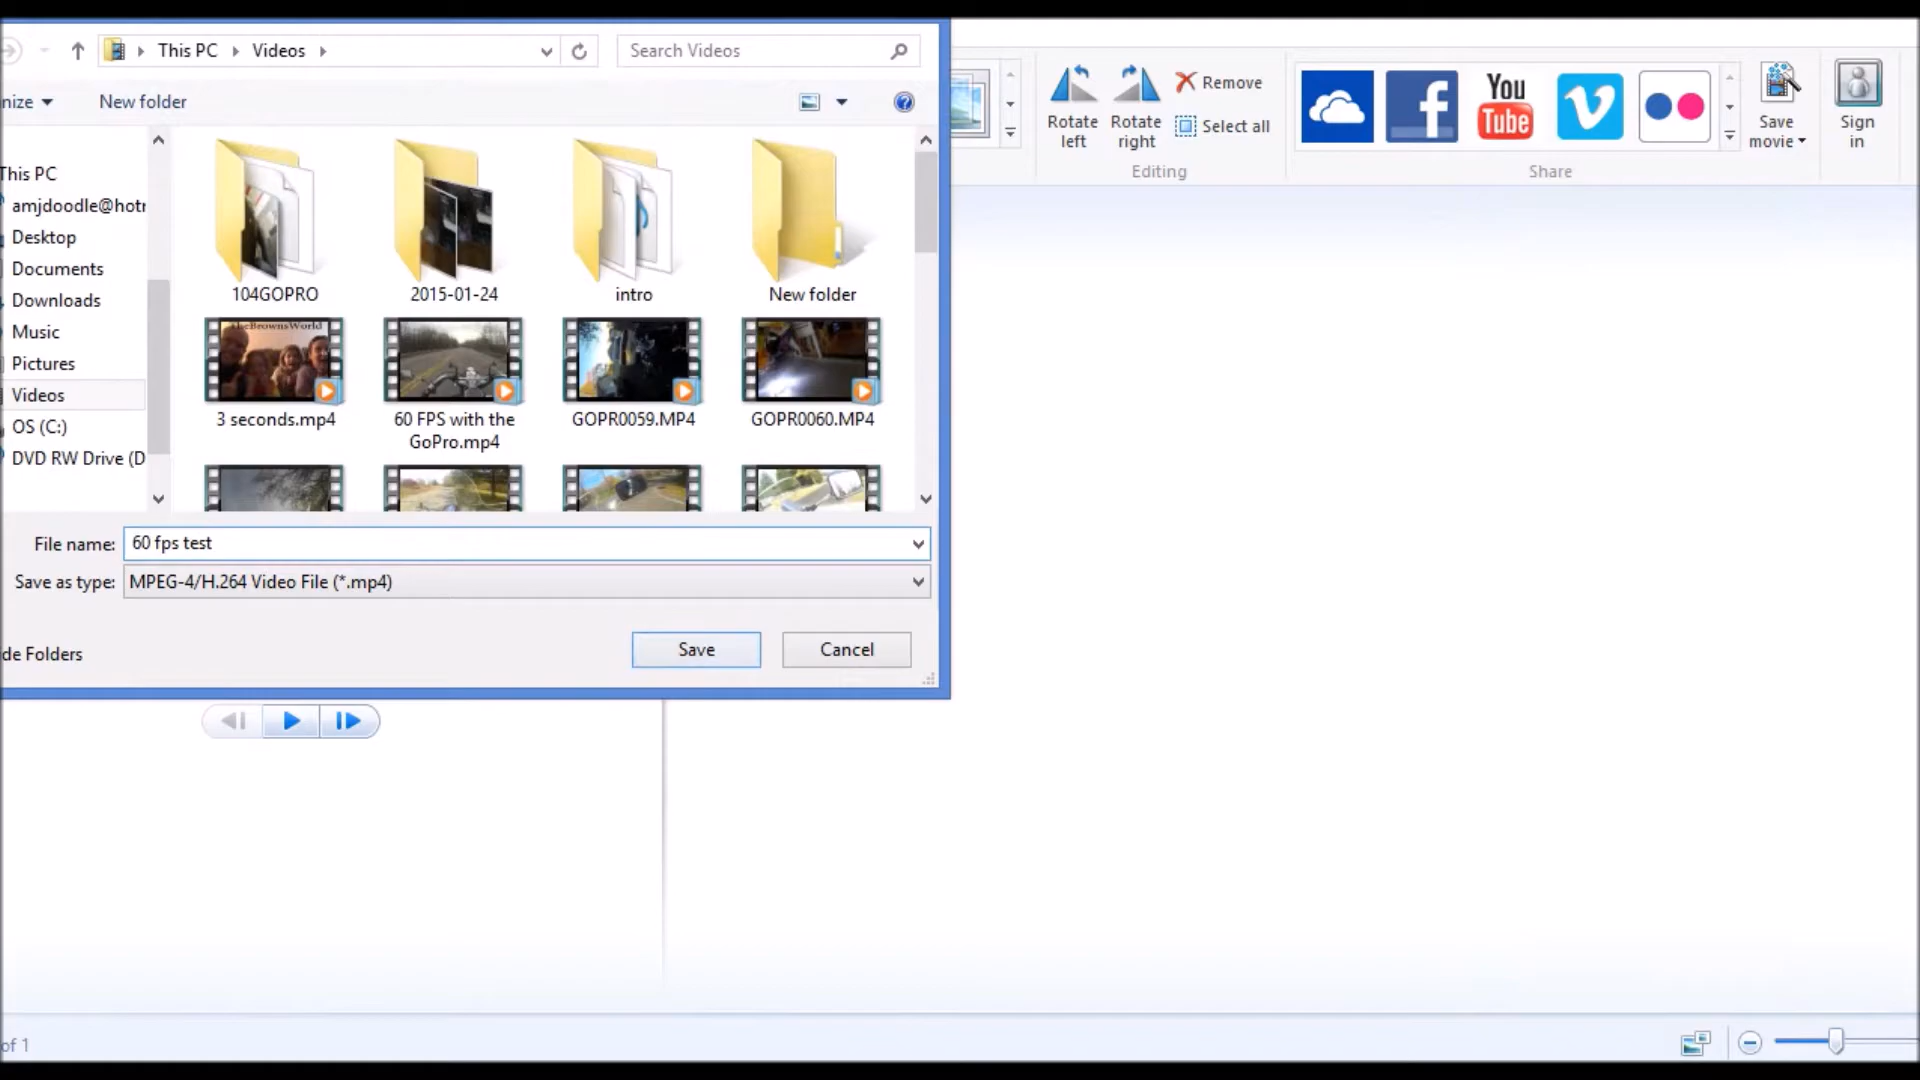 This PC Videos
Search Videos
nize
New folder
This PC
amjdoodle@hotr
Desktop
Documents
Downloads
Music
Pictures
Videos
OS (C:)
DVD RW Drive (D
104GOPRO
2015-01-24
intro
New folder
TheBrownsWorld
3 seconds.mp4
60 FPS with the
GoPro.mp4
GOPR0059.MP4
GOPR0060.MP4
File name: 60 fps test
Save as type: MPEG-4/H.264 Video File (*.mp4)
de Folders
Save
Cancel
Rotate
left
Rotate
right
Remove
Select all
Editing
f
You
Tube
V
Share
Save
movie
Sign
in
of 1